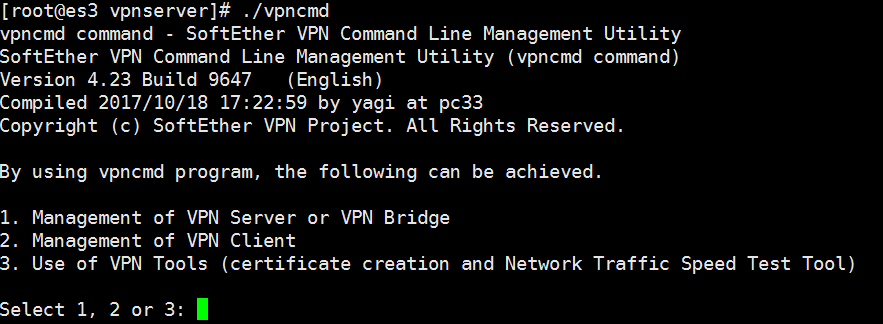 [root@es3 vpnserver]# ./vpncmd
vpncmd command - SoftEther VPN Command Line Management Utility
SoftEther VPN Command Line Management Utility (vpncmd command)
Version 4.23 Build 9647   (English)
Compiled 2017/10/18 17:22:59 by yagi at pc33
Copyright (c) SoftEther VPN Project. All Rights Reserved.
By using vpncmd program, the following can be achieved.
1. Management of VPN Server or VPN Bridge
2. Management of VPN Client
3. Use of VPN Tools (certificate creation and Network Traffic Speed Test Tool)
Select 1, 2 or 3: